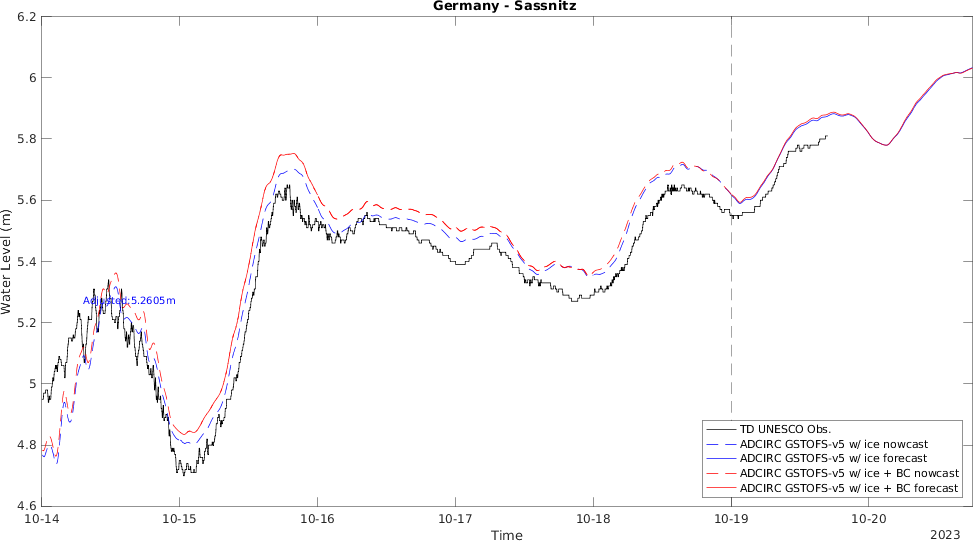 Germany - Sassnitz
6.2
6
5.8
5.6
5.4
5.2
5
4.8
4.6
Water Level (m)
Adjusted:5.2605m
TD UNESCO Obs.
ADCIRC GSTOFS-v5 w/ ice nowcast
ADCIRC GSTOFS-v5 w/ ice forecast
ADCIRC GSTOFS-v5 w/ ice + BC nowcast
ADCIRC GSTOFS-v5 w/ ice + BC forecast
10-14 10-15 10-16 10-17 10-18 10-19 10-20
Time
2023